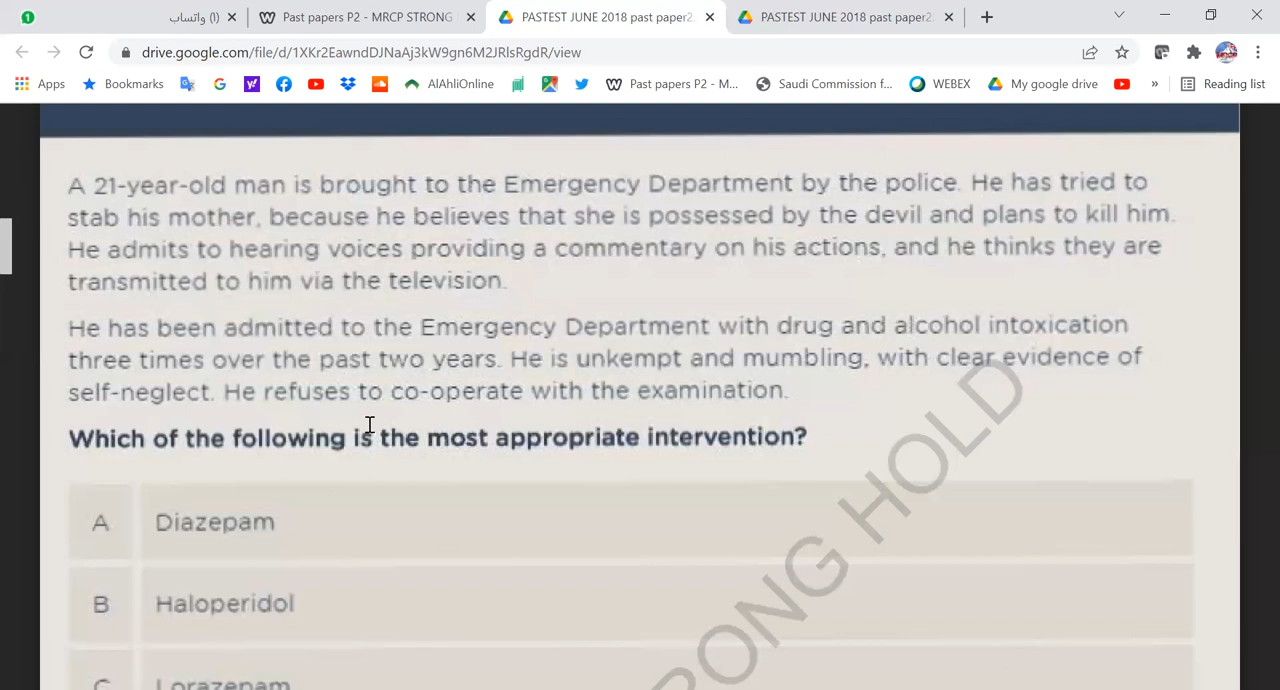 (1) واتساب
Past papers P2 - MRCP STRONG
PASTEST JUNE 2018 past paper2.
PASTEST JUNE 2018 past paper2.
drive.google.com/file/d/1XKr2EawndDJNaAj3kW9gn6M2JRlsRgdR/view
Apps
Bookmarks
AlAhliOnline
Past papers P2 - M...
Saudi Commission f...
WEBEX
My google drive
»
Reading list
A 21-year-old man is brought to the Emergency Department by the police. He has tried to
stab his mother, because he believes that she is possessed by the devil and plans to kill him.
He admits to hearing voices providing a commentary on his actions, and he thinks they are
transmitted to him via the television.
He has been admitted to the Emergency Department with drug and alcohol intoxication
three times over the past two years. He is unkempt and mumbling, with clear evidence of
self-neglect. He refuses to co-operate with the examination.
Which of the following is the most appropriate intervention?
A Diazepam
B Haloperidol
C Lorazepam
RONG HOLD